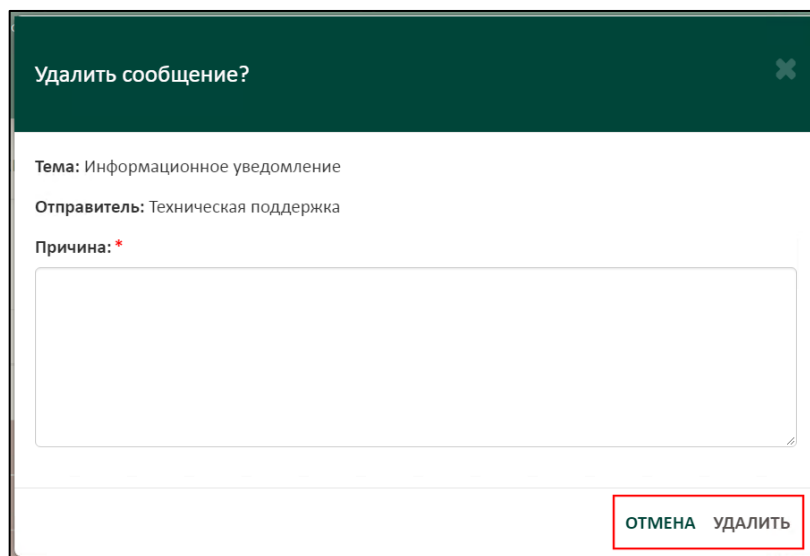 Удалить сообщение?
Тема: Информационное уведомление
Отправитель: Техническая поддержка
Причина: *
ОТМЕНА УДАЛИТЬ